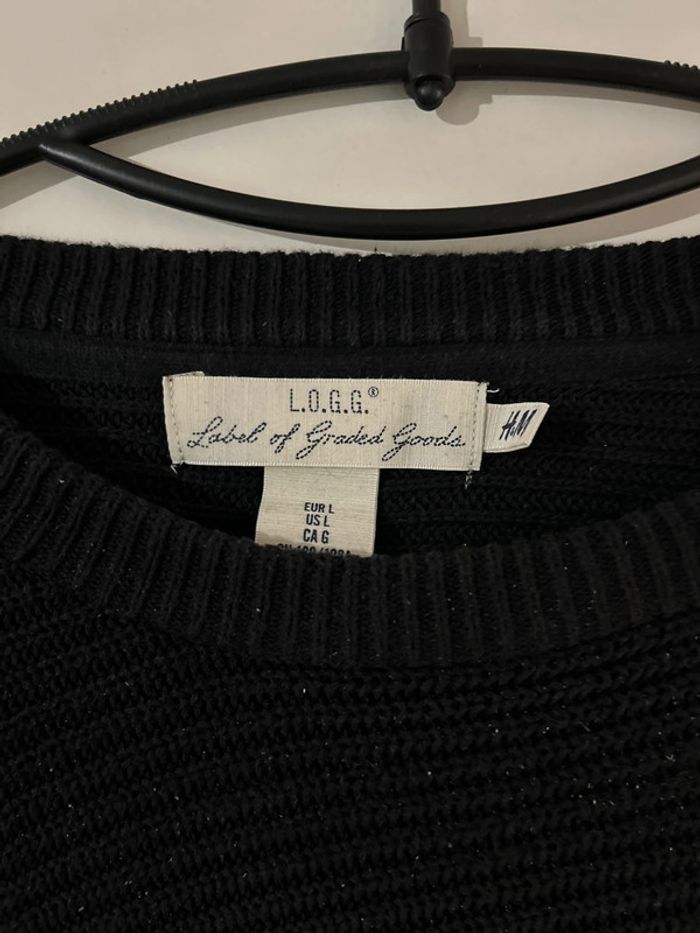 L.O.G.G.®
Label of Graded Goods
H&M
EUR L
US L
CA G